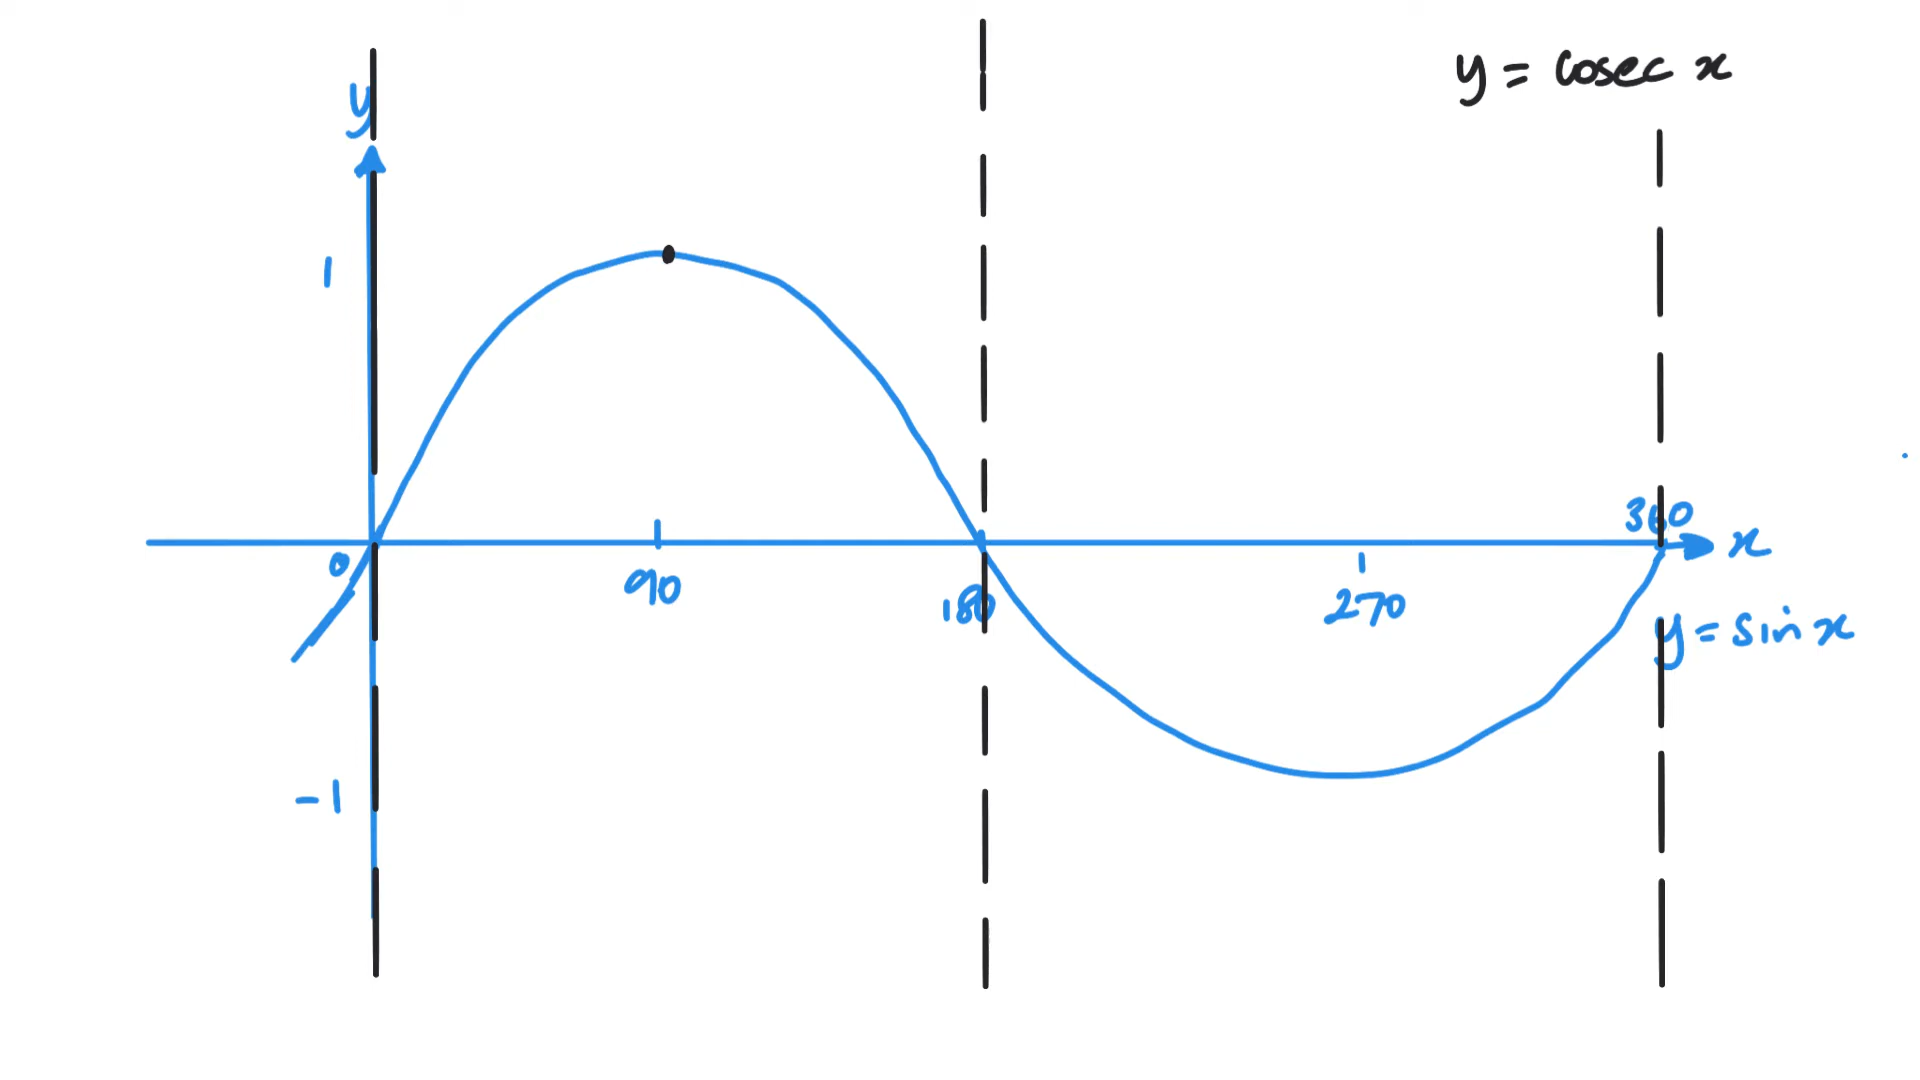 y = cosec x
y
1
360
x
0
90
180
270
y = sin x
-1